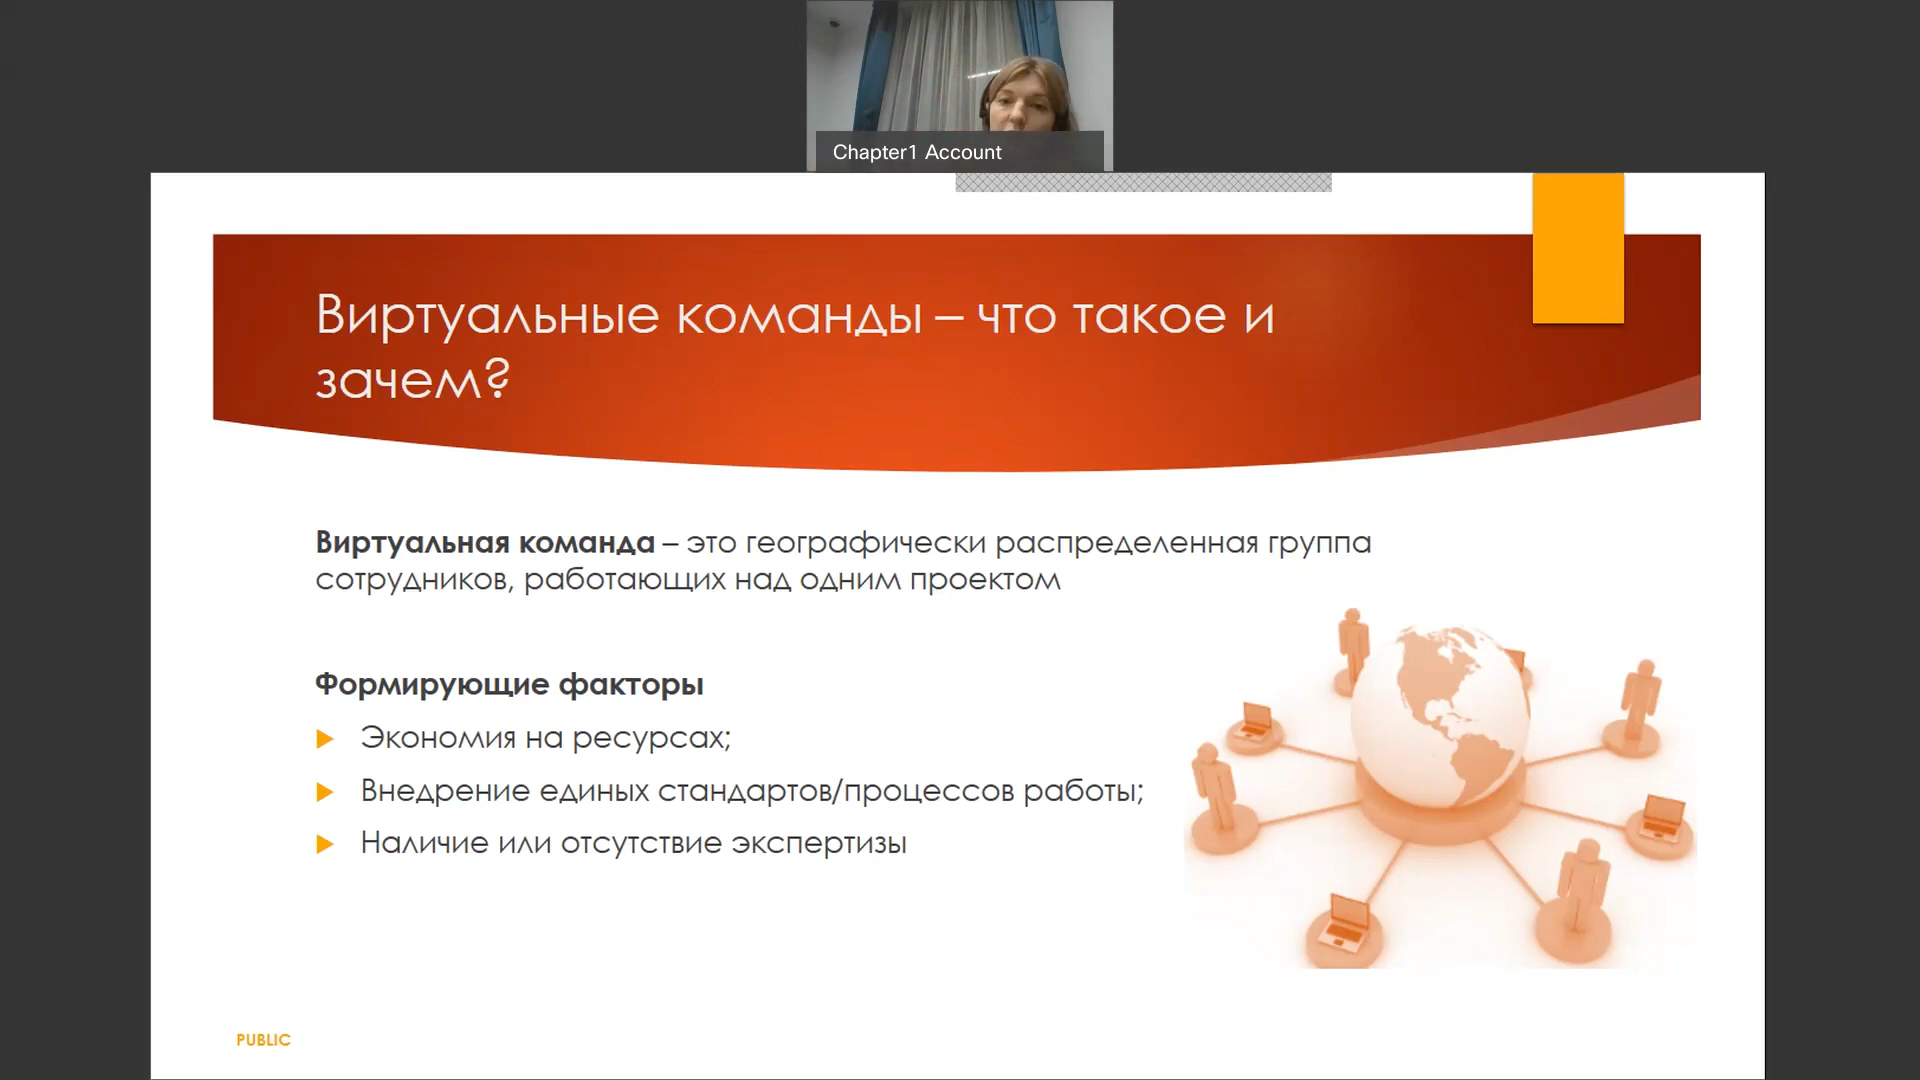 Chapter1 Account
Виртуальные команды – что такое и
зачем?
Виртуальная команда – это географически распределенная группа
сотрудников, работающих над одним проектом
Формирующие факторы
Экономия на ресурсах;
Внедрение единых стандартов/процессов работы;
Наличие или отсутствие экспертизы
PUBLIC